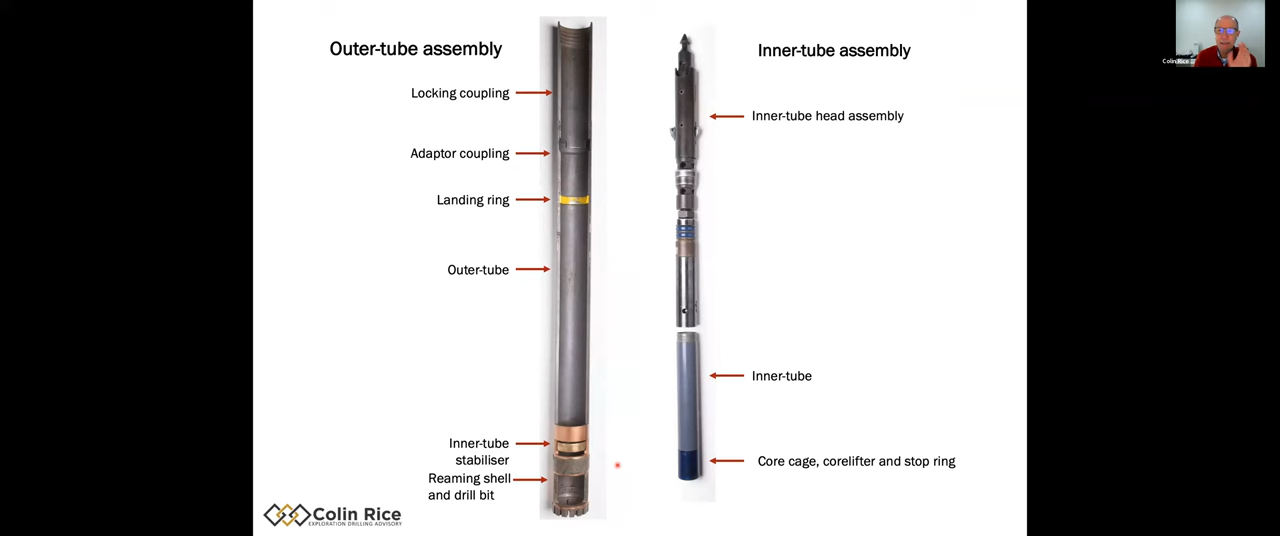 Outer-tube assembly
Locking coupling
Adaptor coupling
Landing ring
Outer-tube
Inner-tube
stabiliser
Reaming shell
and drill bit
Inner-tube assembly
Inner-tube head assembly
Inner-tube
Core cage, corelifter and stop ring
Colin Rice
EXPLORATION DRILLING ADVISORY
Colin Rice